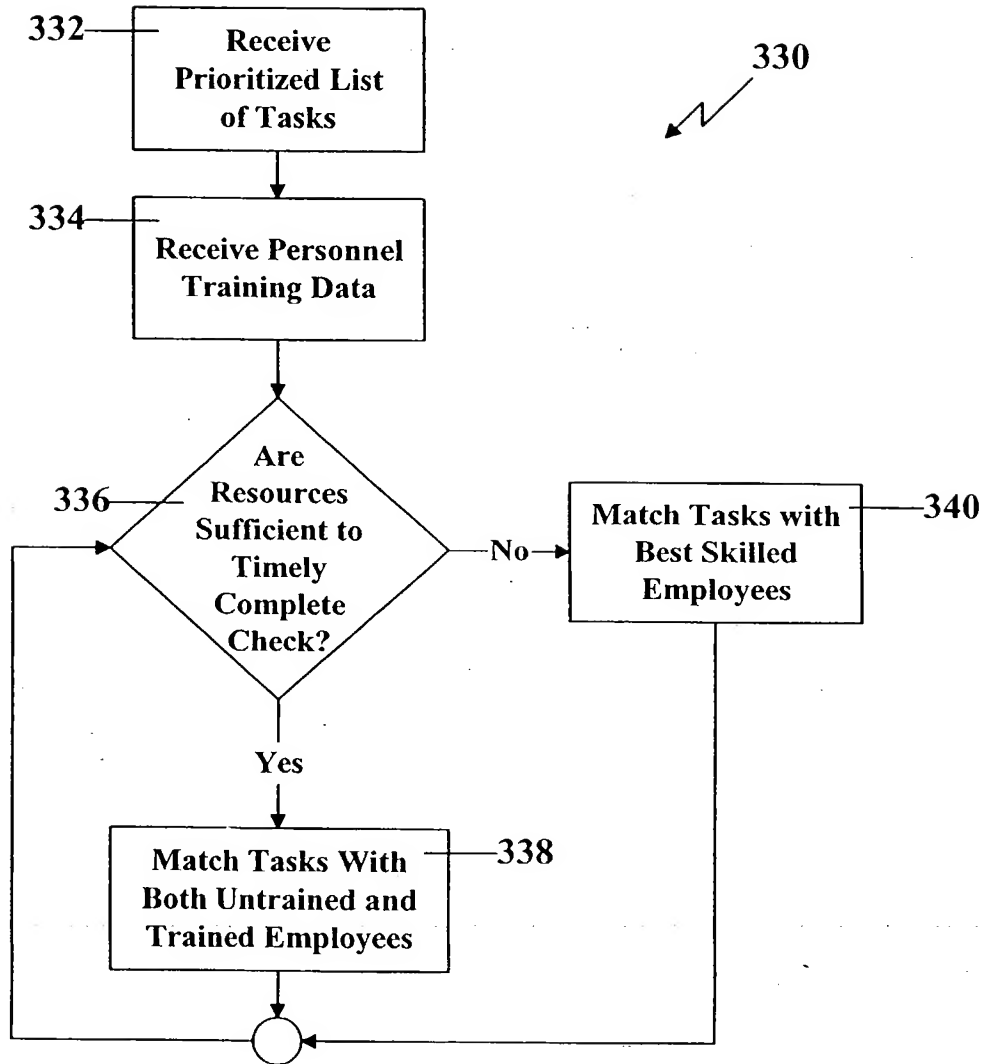 332
Receive
Prioritized List
of Tasks
330
334
Receive Personnel
Training Data
336
Are
Resources
Sufficient to
Timely
Complete
Check?
No
Match Tasks with
Best Skilled
Employees
340
Yes
Match Tasks With
Both Untrained and
Trained Employees
338